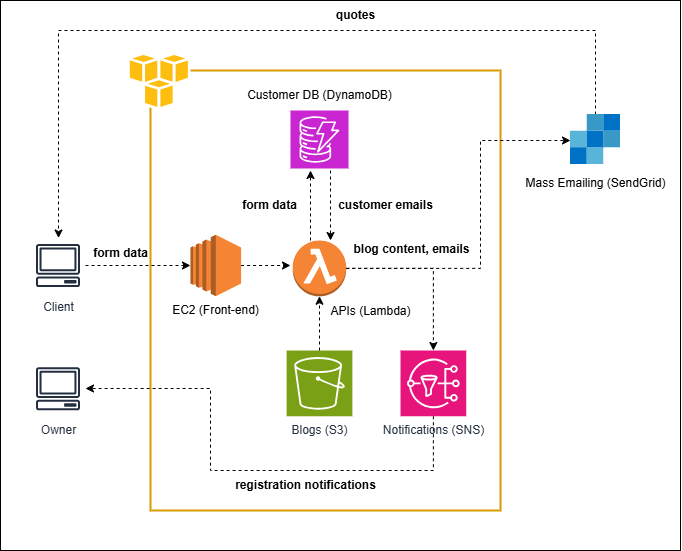 quotes
Customer DB (DynamoDB)
Mass Emailing (SendGrid)
form data
customer emails
form data
blog content, emails
Client
EC2 (Front-end)
APIs (Lambda)
Owner
Blogs (S3)
Notifications (SNS)
registration notifications